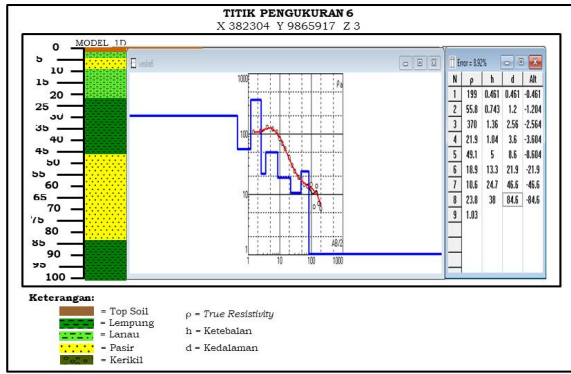 TITIK PENGUKURAN 6
X 382304 Y 9865917 Z 3
MODEL 1D
0
5
10
15
20
25
30
35
40
45
50
55
60
65
70
75
80
85
90
95
100
1000
100
10
1
Pa
AB/2
1 10 100 1000
Error = 0.92%
N ρ h d Alt
1 199 0.461 0.461 -0.461
2 55.8 0.743 1.2 -1.204
3 370 1.36 2.56 -2.564
4 21.9 1.04 3.6 -3.604
5 49.1 5 8.6 -8.604
6 18.9 13.3 21.9 -21.9
7 10.6 24.7 46.6 -46.6
8 23.8 38 84.6 -84.6
9 1.03
Keterangan:
= Top Soil
= Lempung
= Lanau
= Pasir
= Kerikil
ρ = True Resistivity
h = Ketebalan
d = Kedalaman